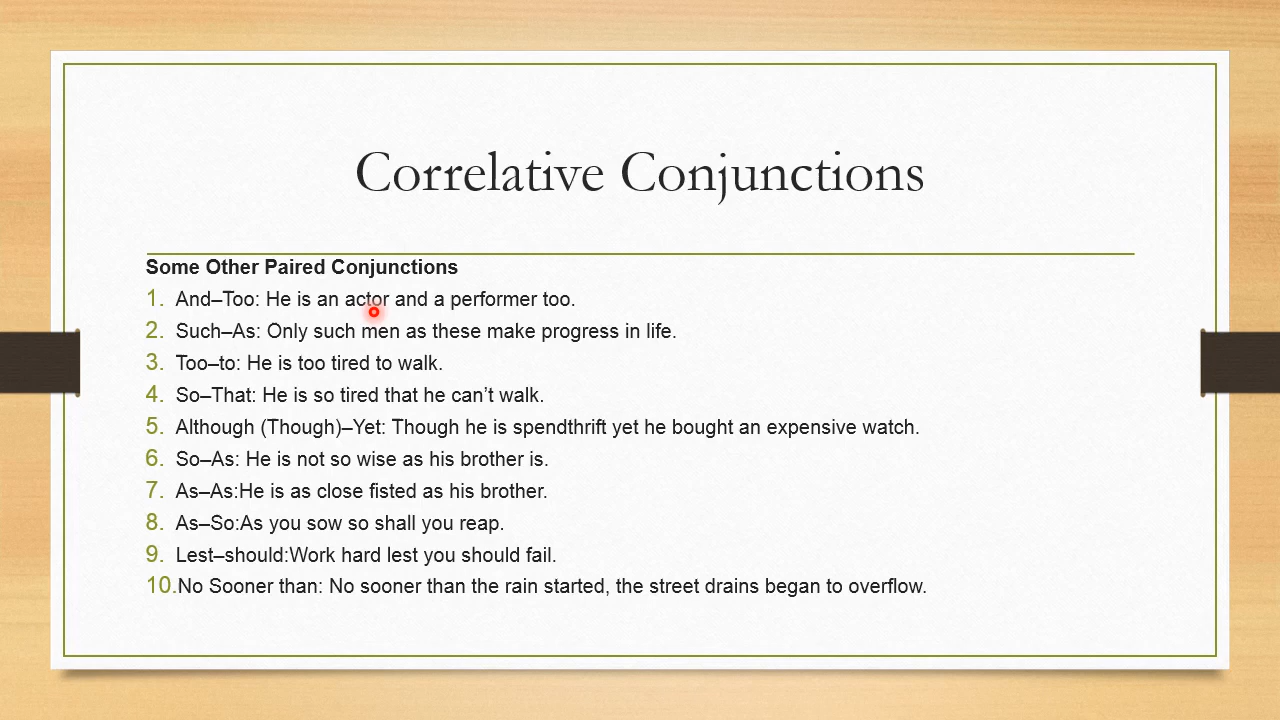 Correlative Conjunctions
Some Other Paired Conjunctions
1. And–Too: He is an actor and a performer too.
2. Such–As: Only such men as these make progress in life.
3. Too–to: He is too tired to walk.
4. So–That: He is so tired that he can’t walk.
5. Although (Though)–Yet: Though he is spendthrift yet he bought an expensive watch.
6. So–As: He is not so wise as his brother is.
7. As–As:He is as close fisted as his brother.
8. As–So:As you sow so shall you reap.
9. Lest–should:Work hard lest you should fail.
10.No Sooner than: No sooner than the rain started, the street drains began to overflow.